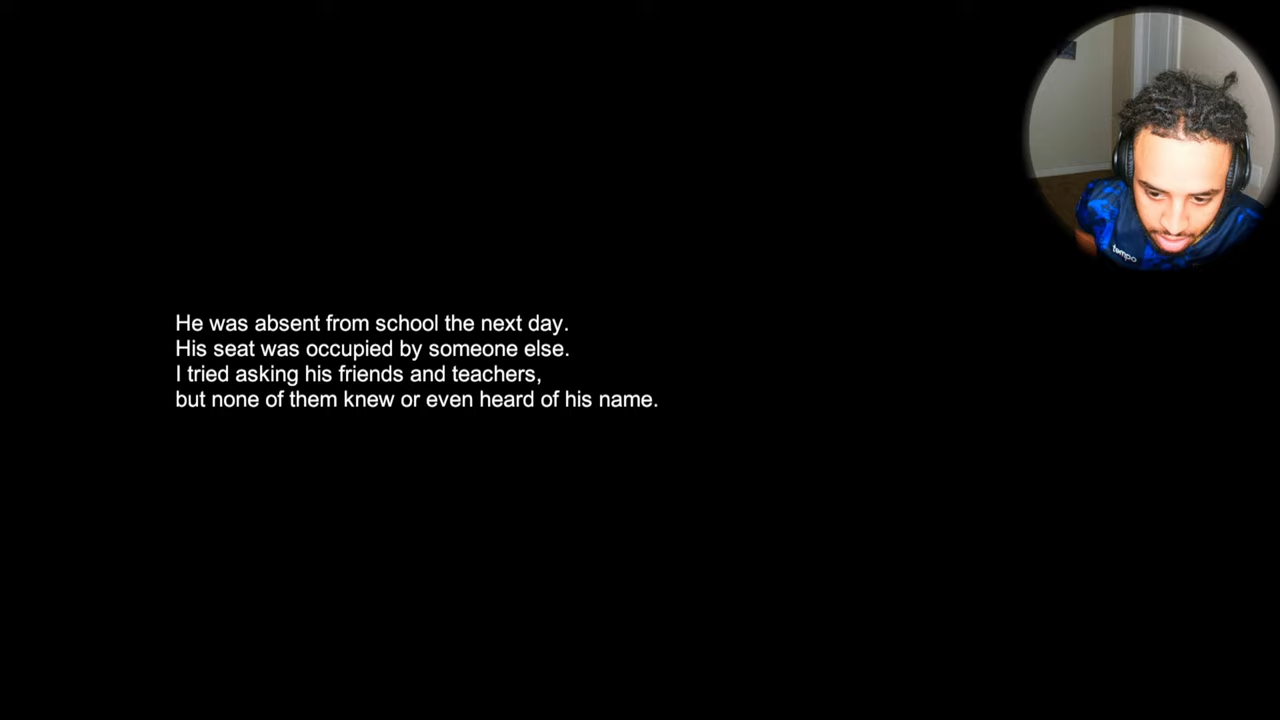 He was absent from school the next day.
His seat was occupied by someone else.
I tried asking his friends and teachers,
but none of them knew or even heard of his name.
tempo